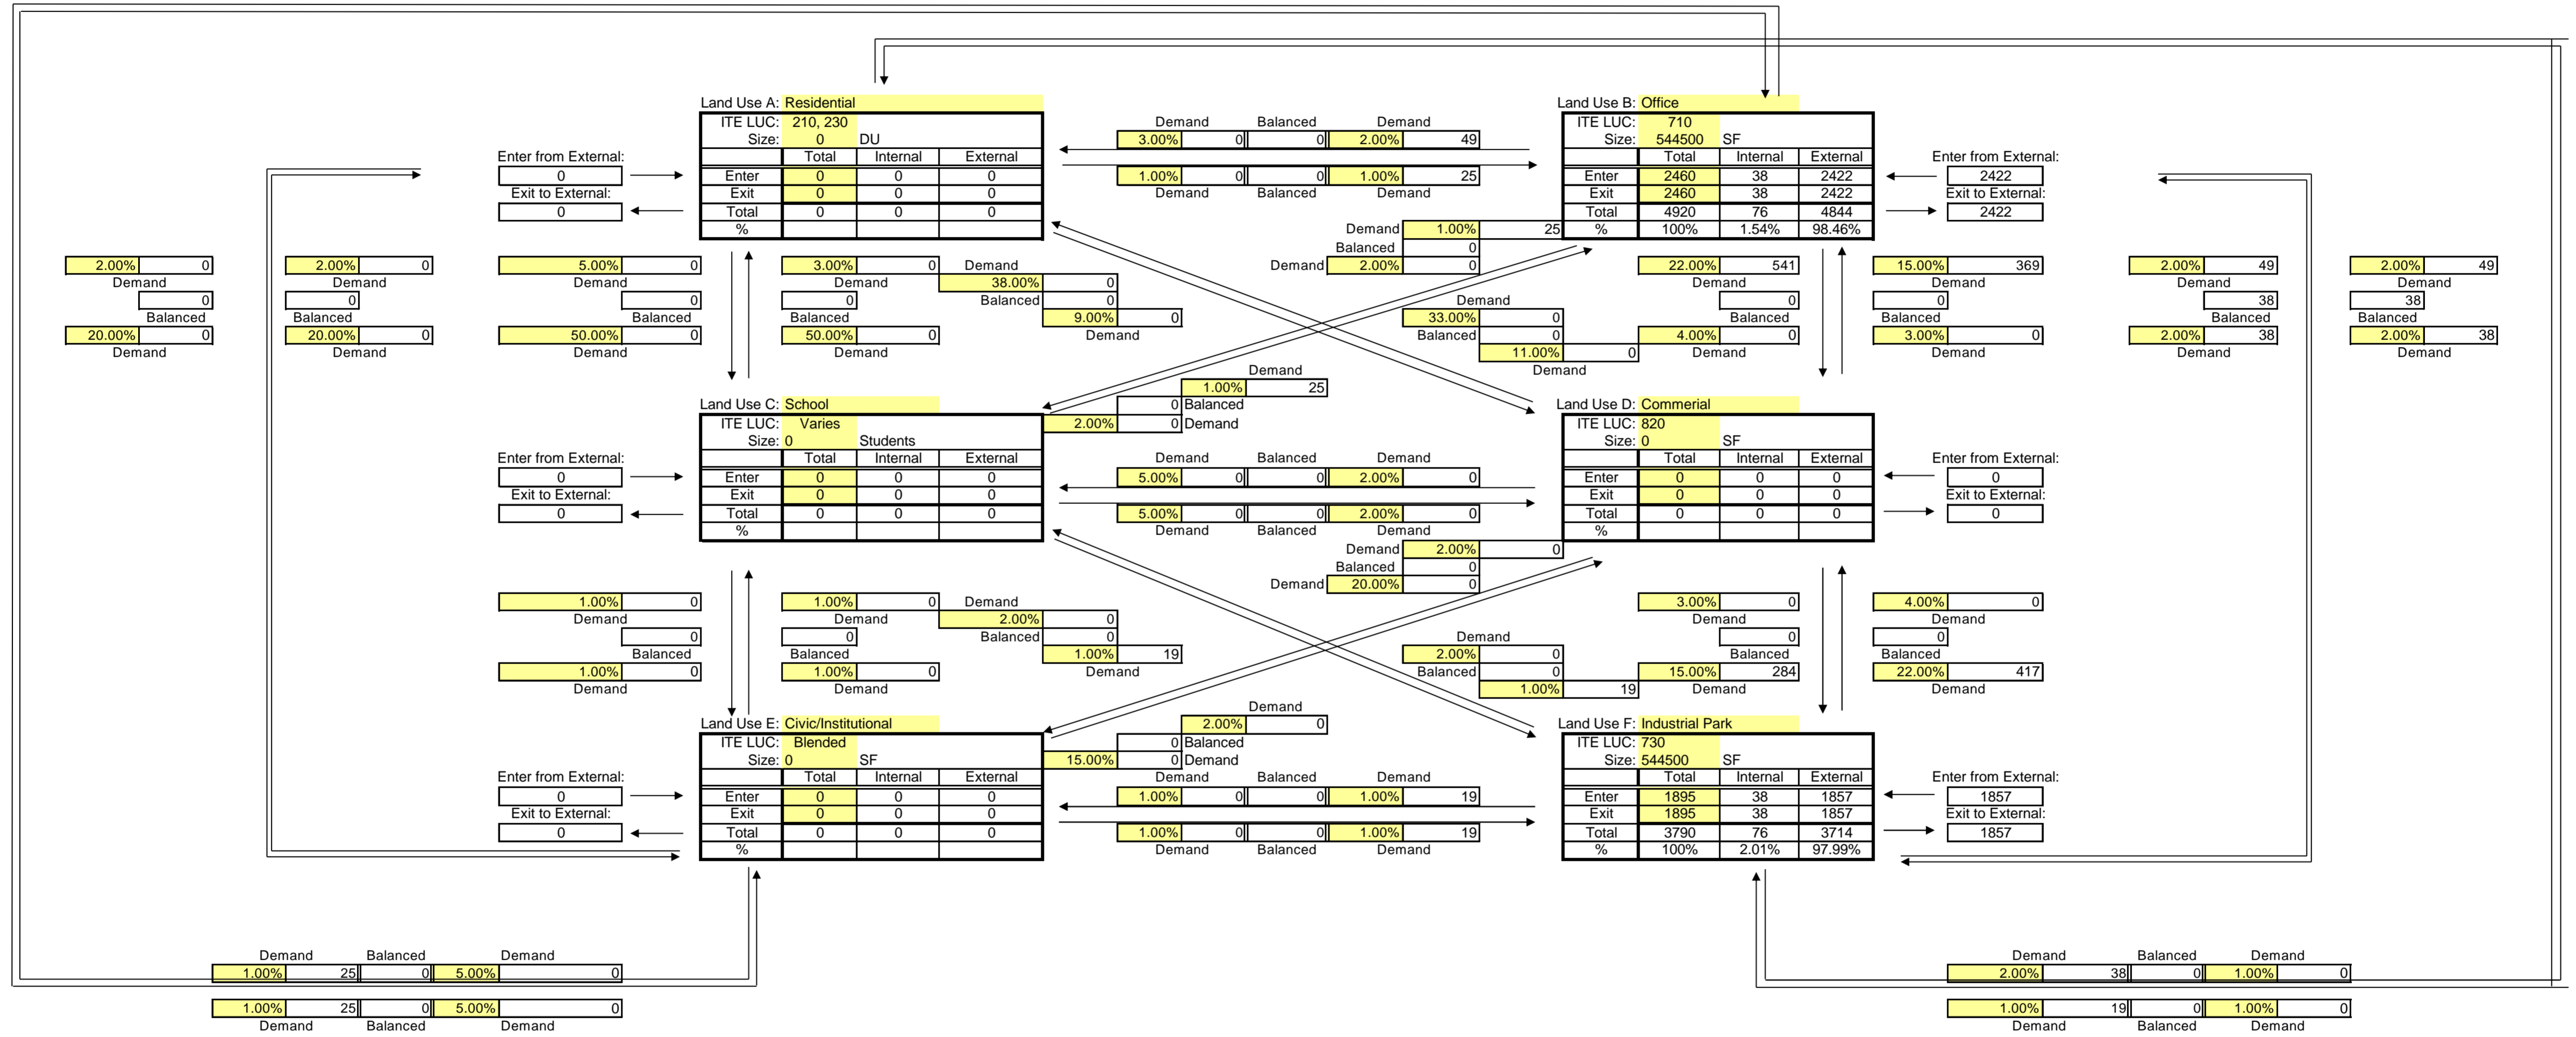 Land Use A: Residential
ITE LUC: 210, 230
Size: 0 DU
Total Internal External
Enter 0 0 0
Exit 0 0 0
Total 0 0 0
%
Enter from External:
0
Exit to External:
0
Demand Balanced Demand
3.00% 0 0 2.00% 49
1.00% 0 0 1.00% 25
Demand Balanced Demand
Land Use B: Office
ITE LUC: 710
Size: 544500 SF
Total Internal External
Enter 2460 38 2422
Exit 2460 38 2422
Total 4920 76 4844
% 100% 1.54% 98.46%
Enter from External:
2422
Exit to External:
2422
Demand 1.00% 25
Balanced 0
Demand 2.00% 0
2.00% 0
Demand
0
Balanced
20.00% 0
Demand
2.00% 0
Demand
0
Balanced
20.00% 0
Demand
5.00% 0
Demand
0
Balanced
50.00% 0
Demand
3.00% 0
Demand
0
Balanced
50.00% 0
Demand
Demand
38.00% 0
Balanced 0
9.00% 0
Demand
Demand
33.00% 0
Balanced 0
11.00% 0
Demand
22.00% 541
Demand
0
Balanced
4.00% 0
Demand
15.00% 369
Demand
0
Balanced
3.00% 0
Demand
2.00% 49
Demand
38
Balanced
2.00% 38
Demand
2.00% 49
Demand
38
Balanced
2.00% 38
Demand
Demand
1.00% 25
0 Balanced
2.00% 0 Demand
Land Use C: School
ITE LUC: Varies
Size: 0 Students
Total Internal External
Enter 0 0 0
Exit 0 0 0
Total 0 0 0
%
Enter from External:
0
Exit to External:
0
Demand Balanced Demand
5.00% 0 0 2.00% 0
5.00% 0 0 2.00% 0
Demand Balanced Demand
Land Use D: Commerial
ITE LUC: 820
Size: 0 SF
Total Internal External
Enter 0 0 0
Exit 0 0 0
Total 0 0 0
%
Enter from External:
0
Exit to External:
0
Demand 2.00% 0
Balanced 0
Demand 20.00% 0
1.00% 0
Demand
0
Balanced
1.00% 0
Demand
1.00% 0
Demand
0
Balanced
1.00% 0
Demand
Demand
2.00% 0
Balanced 0
1.00% 19
Demand
Demand
2.00% 0
Balanced 0
1.00% 19
3.00% 0
Demand
0
Balanced
15.00% 284
Demand
4.00% 0
Demand
0
Balanced
22.00% 417
Demand
Demand
2.00% 0
0 Balanced
15.00% 0 Demand
Land Use E: Civic/Institutional
ITE LUC: Blended
Size: 0 SF
Total Internal External
Enter 0 0 0
Exit 0 0 0
Total 0 0 0
%
Enter from External:
0
Exit to External:
0
Demand Balanced Demand
1.00% 0 0 1.00% 19
1.00% 0 0 1.00% 19
Demand Balanced Demand
Land Use F: Industrial Park
ITE LUC: 730
Size: 544500 SF
Total Internal External
Enter 1895 38 1857
Exit 1895 38 1857
Total 3790 76 3714
% 100% 2.01% 97.99%
Enter from External:
1857
Exit to External:
1857
Demand Balanced Demand
1.00% 25 0 5.00% 0
1.00% 25 0 5.00% 0
Demand Balanced Demand
Demand Balanced Demand
2.00% 38 0 1.00% 0
1.00% 19 0 1.00% 0
Demand Balanced Demand